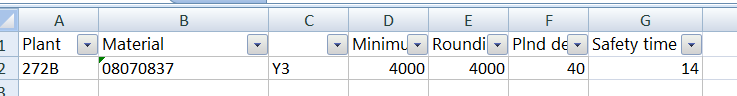 A B C D E F G
1 Plant Material Minimu Roundi Plnd de Safety time
2 272B 08070837 Y3 4000 4000 40 14
3